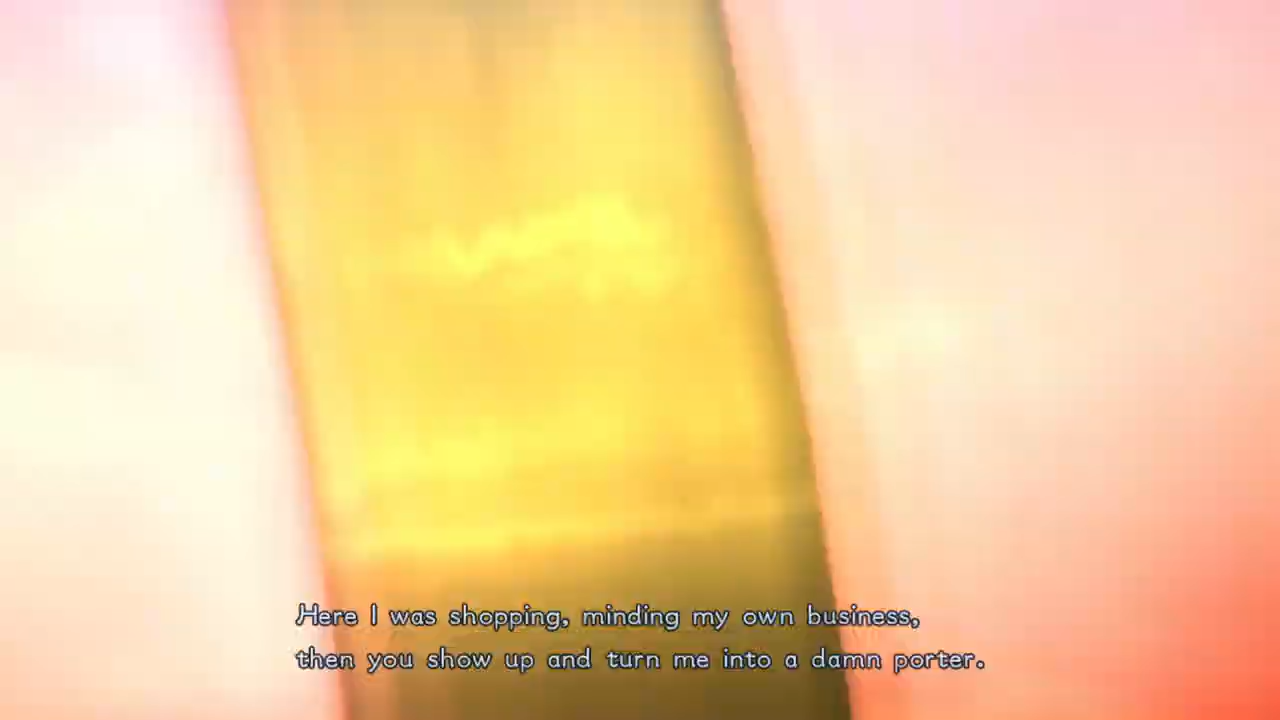 Here I was shopping, minding my own business,
then you show up and turn me into a damn porter.